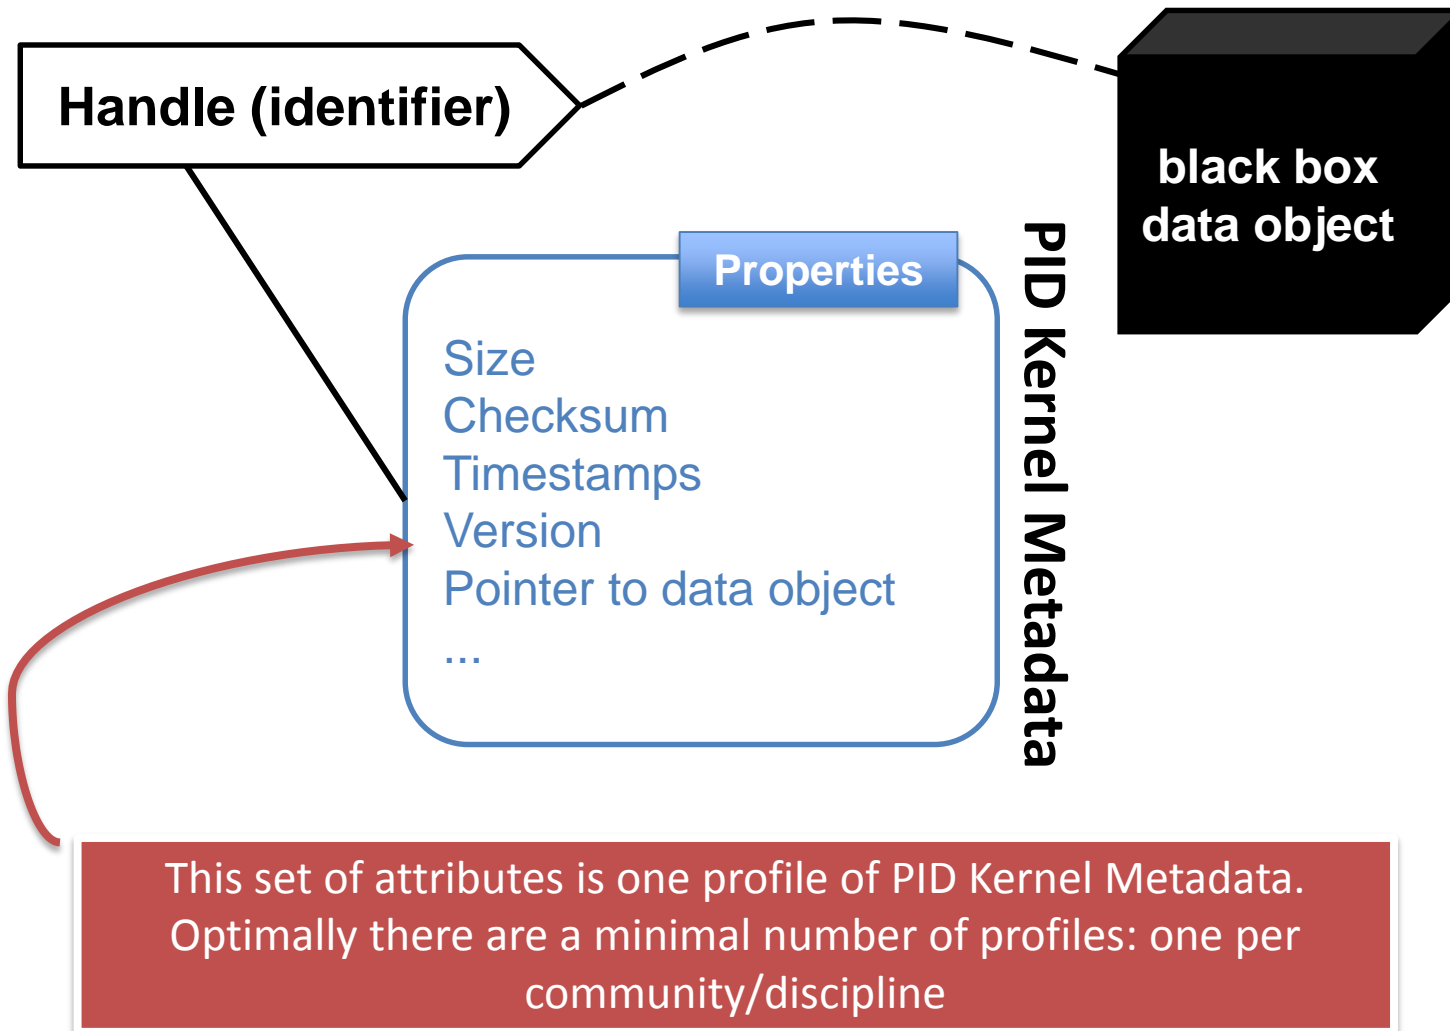 Handle (identifier)
black box
data object
Properties
Size
Checksum
Timestamps
Version
Pointer to data object
...
PID Kernel Metadata
This set of attributes is one profile of PID Kernel Metadata.
Optimally there are a minimal number of profiles: one per
community/discipline